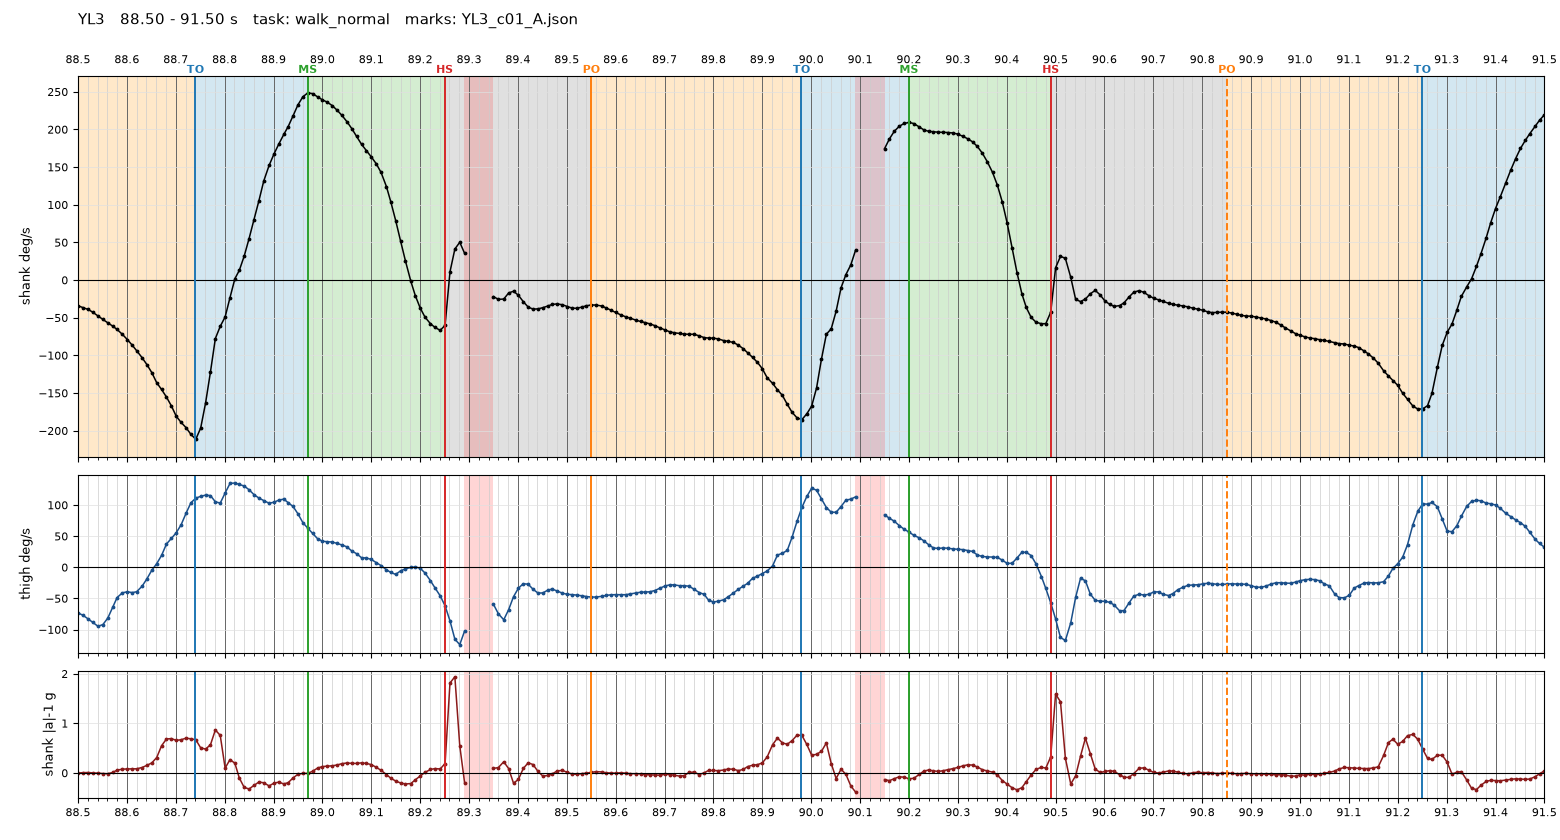 YL3   88.50 - 91.50 s   task: walk_normal   marks: YL3_c01_A.json
88.5 88.6 88.7 88.8 88.9 89.0 89.1 89.2 89.3 89.4 89.5 89.6 89.7 89.8 89.9 90.0 90.1 90.2 90.3 90.4 90.5 90.6 90.7 90.8 90.9 91.0 91.1 91.2 91.3 91.4 91.5
TO MS HS PO TO MS HS PO TO
250
200
150
100
50
0
−50
−100
−150
−200
shank deg/s
100
50
0
−50
−100
thigh deg/s
2
1
0
shank |a|-1 g
88.5 88.6 88.7 88.8 88.9 89.0 89.1 89.2 89.3 89.4 89.5 89.6 89.7 89.8 89.9 90.0 90.1 90.2 90.3 90.4 90.5 90.6 90.7 90.8 90.9 91.0 91.1 91.2 91.3 91.4 91.5